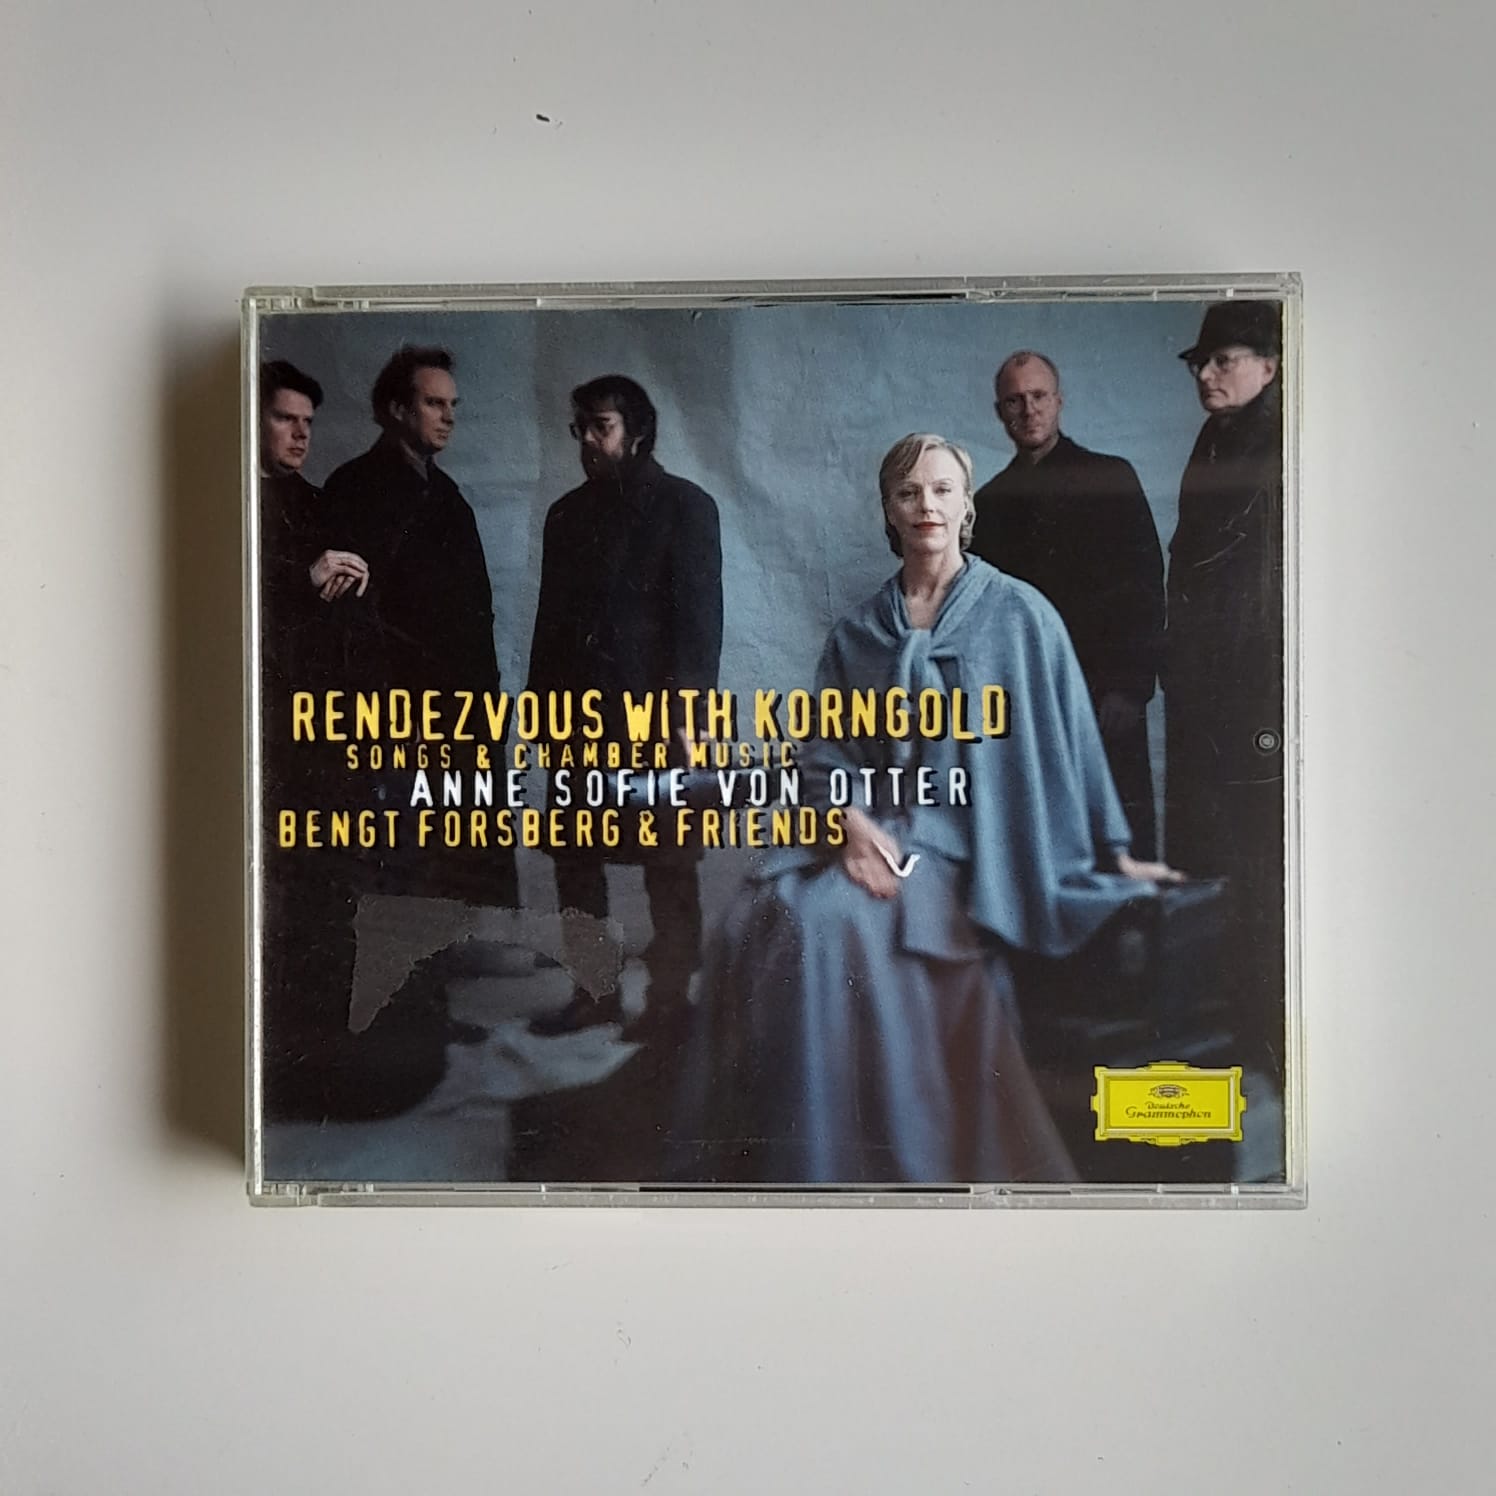 RENDEZVOUS WITH KORNGOLD
SONGS & CHAMBER MUSIC
ANNE SOFIE VON OTTER
BENGT FORSBERG & FRIENDS
Deutsche
Grammophon